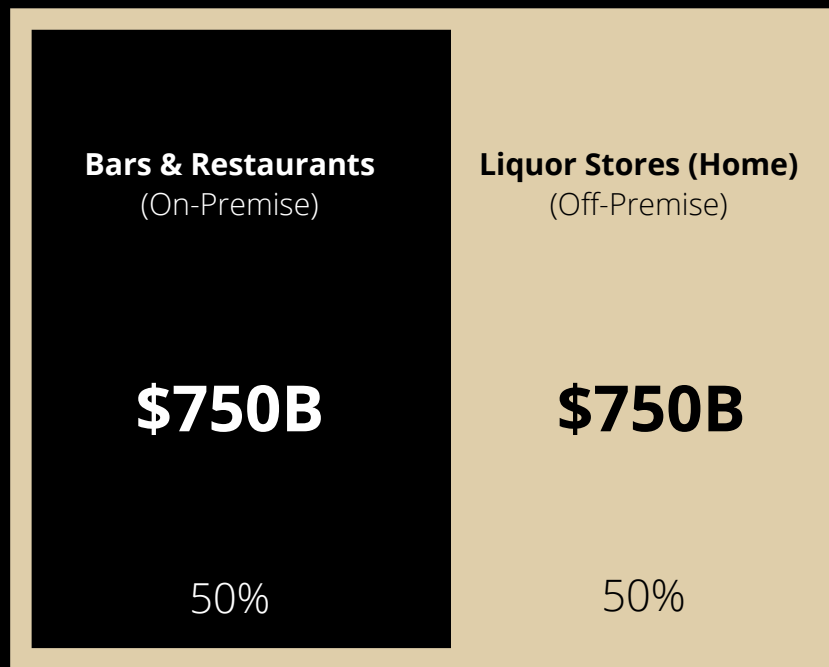 Bars & Restaurants
(On-Premise)
$750B
50%
Liquor Stores (Home)
(Off-Premise)
$750B
50%